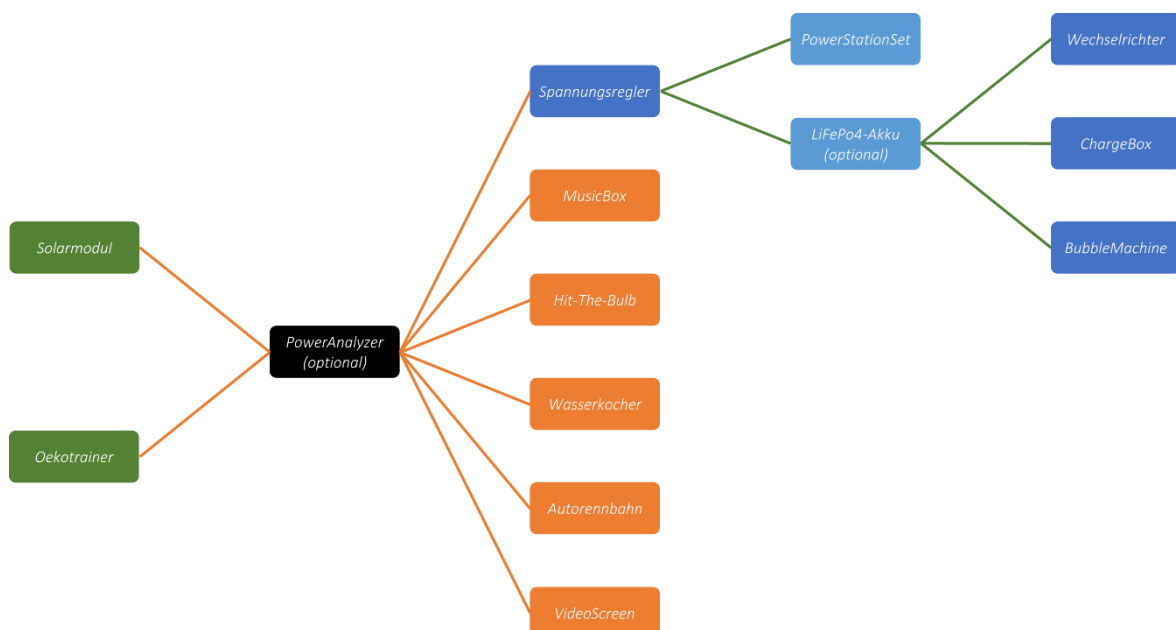 PowerStationSet
Wechselrichter
Spannungsregler
LiFePo4-Akku
(optional)
ChargeBox
MusicBox
Solarmodul
BubbleMachine
Hit-The-Bulb
PowerAnalyzer
(optional)
Wasserkocher
Oekotrainer
Autorennbahn
VideoScreen